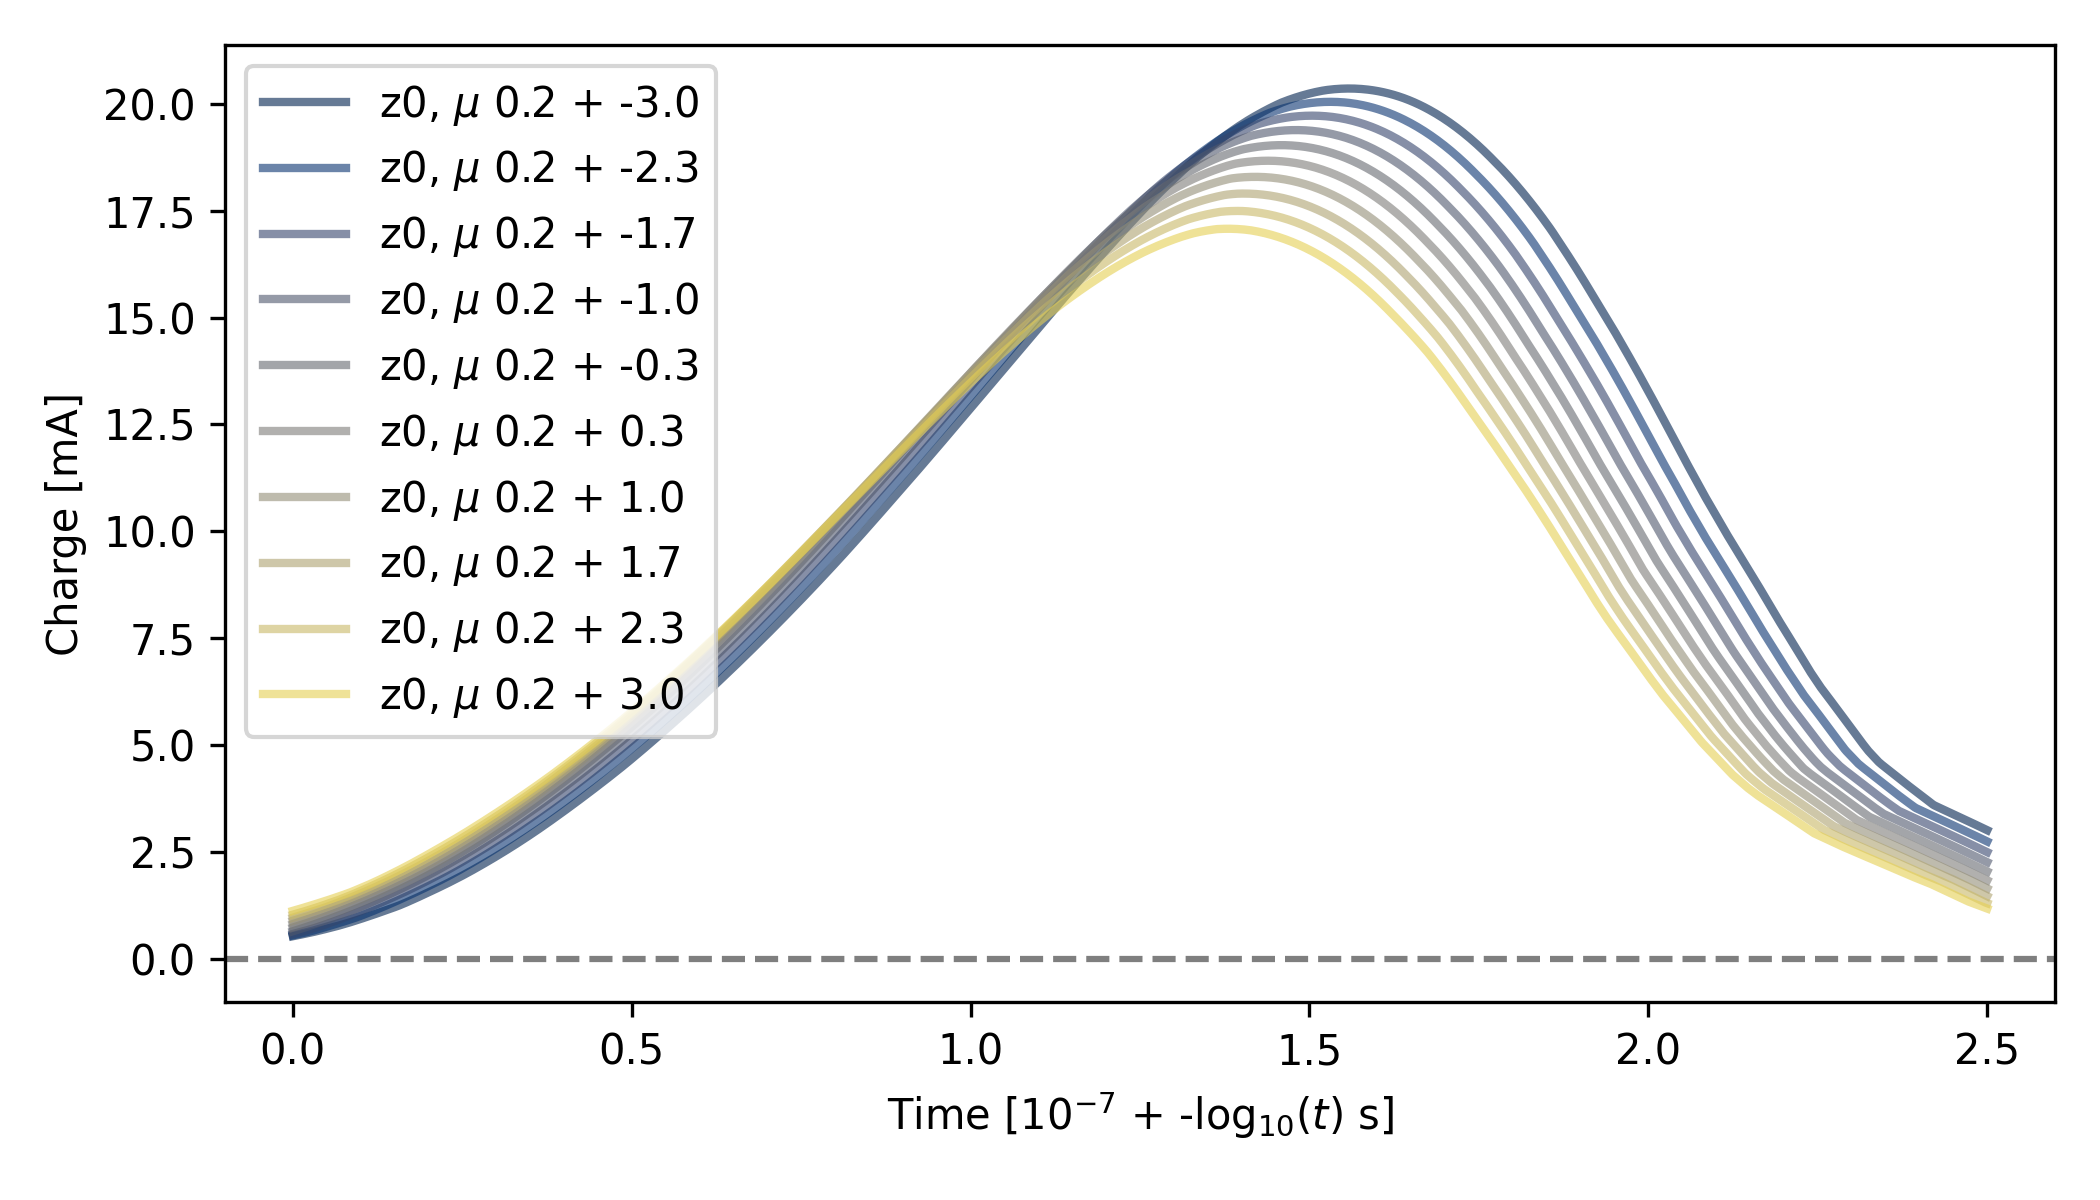 z0, μ 0.2 + -3.0
z0, μ 0.2 + -2.3
z0, μ 0.2 + -1.7
z0, μ 0.2 + -1.0
z0, μ 0.2 + -0.3
z0, μ 0.2 + 0.3
z0, μ 0.2 + 1.0
z0, μ 0.2 + 1.7
z0, μ 0.2 + 2.3
z0, μ 0.2 + 3.0
Charge [mA]
20.0
17.5
15.0
12.5
10.0
7.5
5.0
2.5
0.0
0.0 0.5 1.0 1.5 2.0 2.5
Time [10⁻⁷ + -log₁₀(t) s]